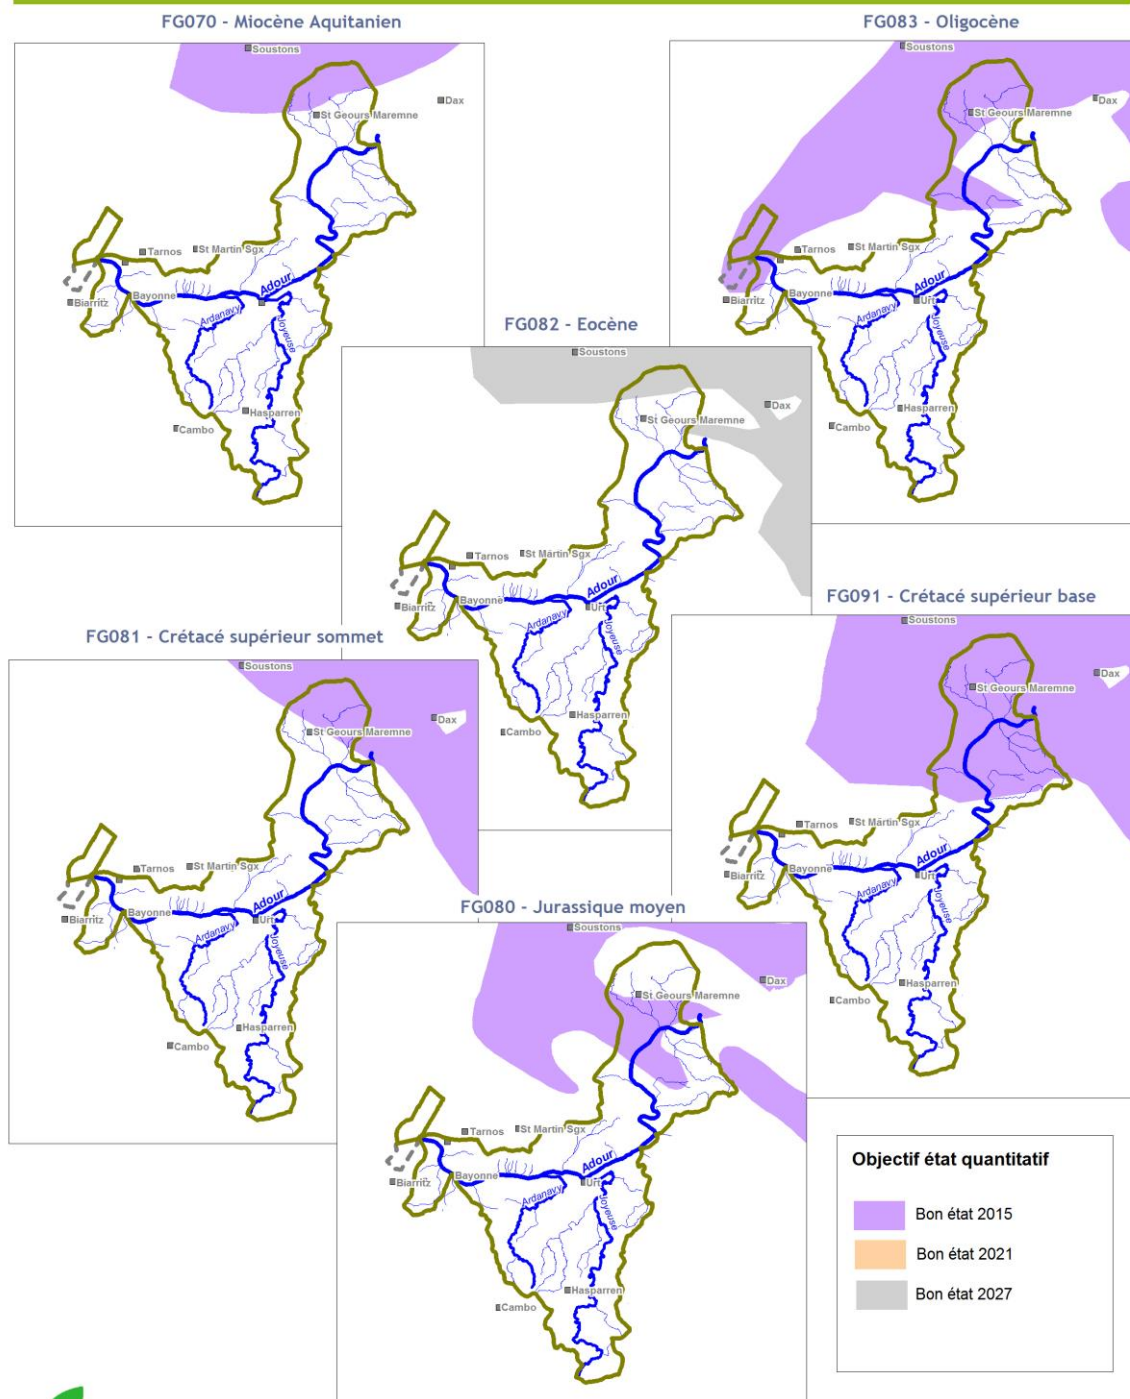 FG070 - Miocène Aquitanien
Soustons
Dax
St Geours Maremne
Tarnos
St Martin Sgx
Adour
Biarritz
Bayonne
Ardanavy
Joyeuse
Hasparren
Cambo
FG083 - Oligocène
Soustons
Dax
St Geours Maremne
Tarnos
St Martin Sgx
Adour
Biarritz
Bayonne
Urt
Ardanavy
Joyeuse
Hasparren
Cambo
FG082 - Eocène
Soustons
Dax
St Geours Maremne
Tarnos
St Martin Sgx
Adour
Biarritz
Bayonne
Urt
Ardanavy
Joyeuse
Hasparren
Cambo
FG081 - Crétacé supérieur sommet
Soustons
Dax
St Geours Maremne
Tarnos
St Martin Sgx
Adour
Biarritz
Bayonne
Urt
Ardanavy
Joyeuse
Hasparren
Cambo
FG091 - Crétacé supérieur base
Soustons
Dax
St Geours Maremne
Tarnos
St Martin Sgx
Adour
Biarritz
Bayonne
Urt
Ardanavy
Joyeuse
Hasparren
Cambo
FG080 - Jurassique moyen
Soustons
Dax
St Geours Maremne
Tarnos
St Martin Sgx
Adour
Biarritz
Bayonne
Urt
Ardanavy
Joyeuse
Hasparren
Cambo
Objectif état quantitatif
Bon état 2015
Bon état 2021
Bon état 2027